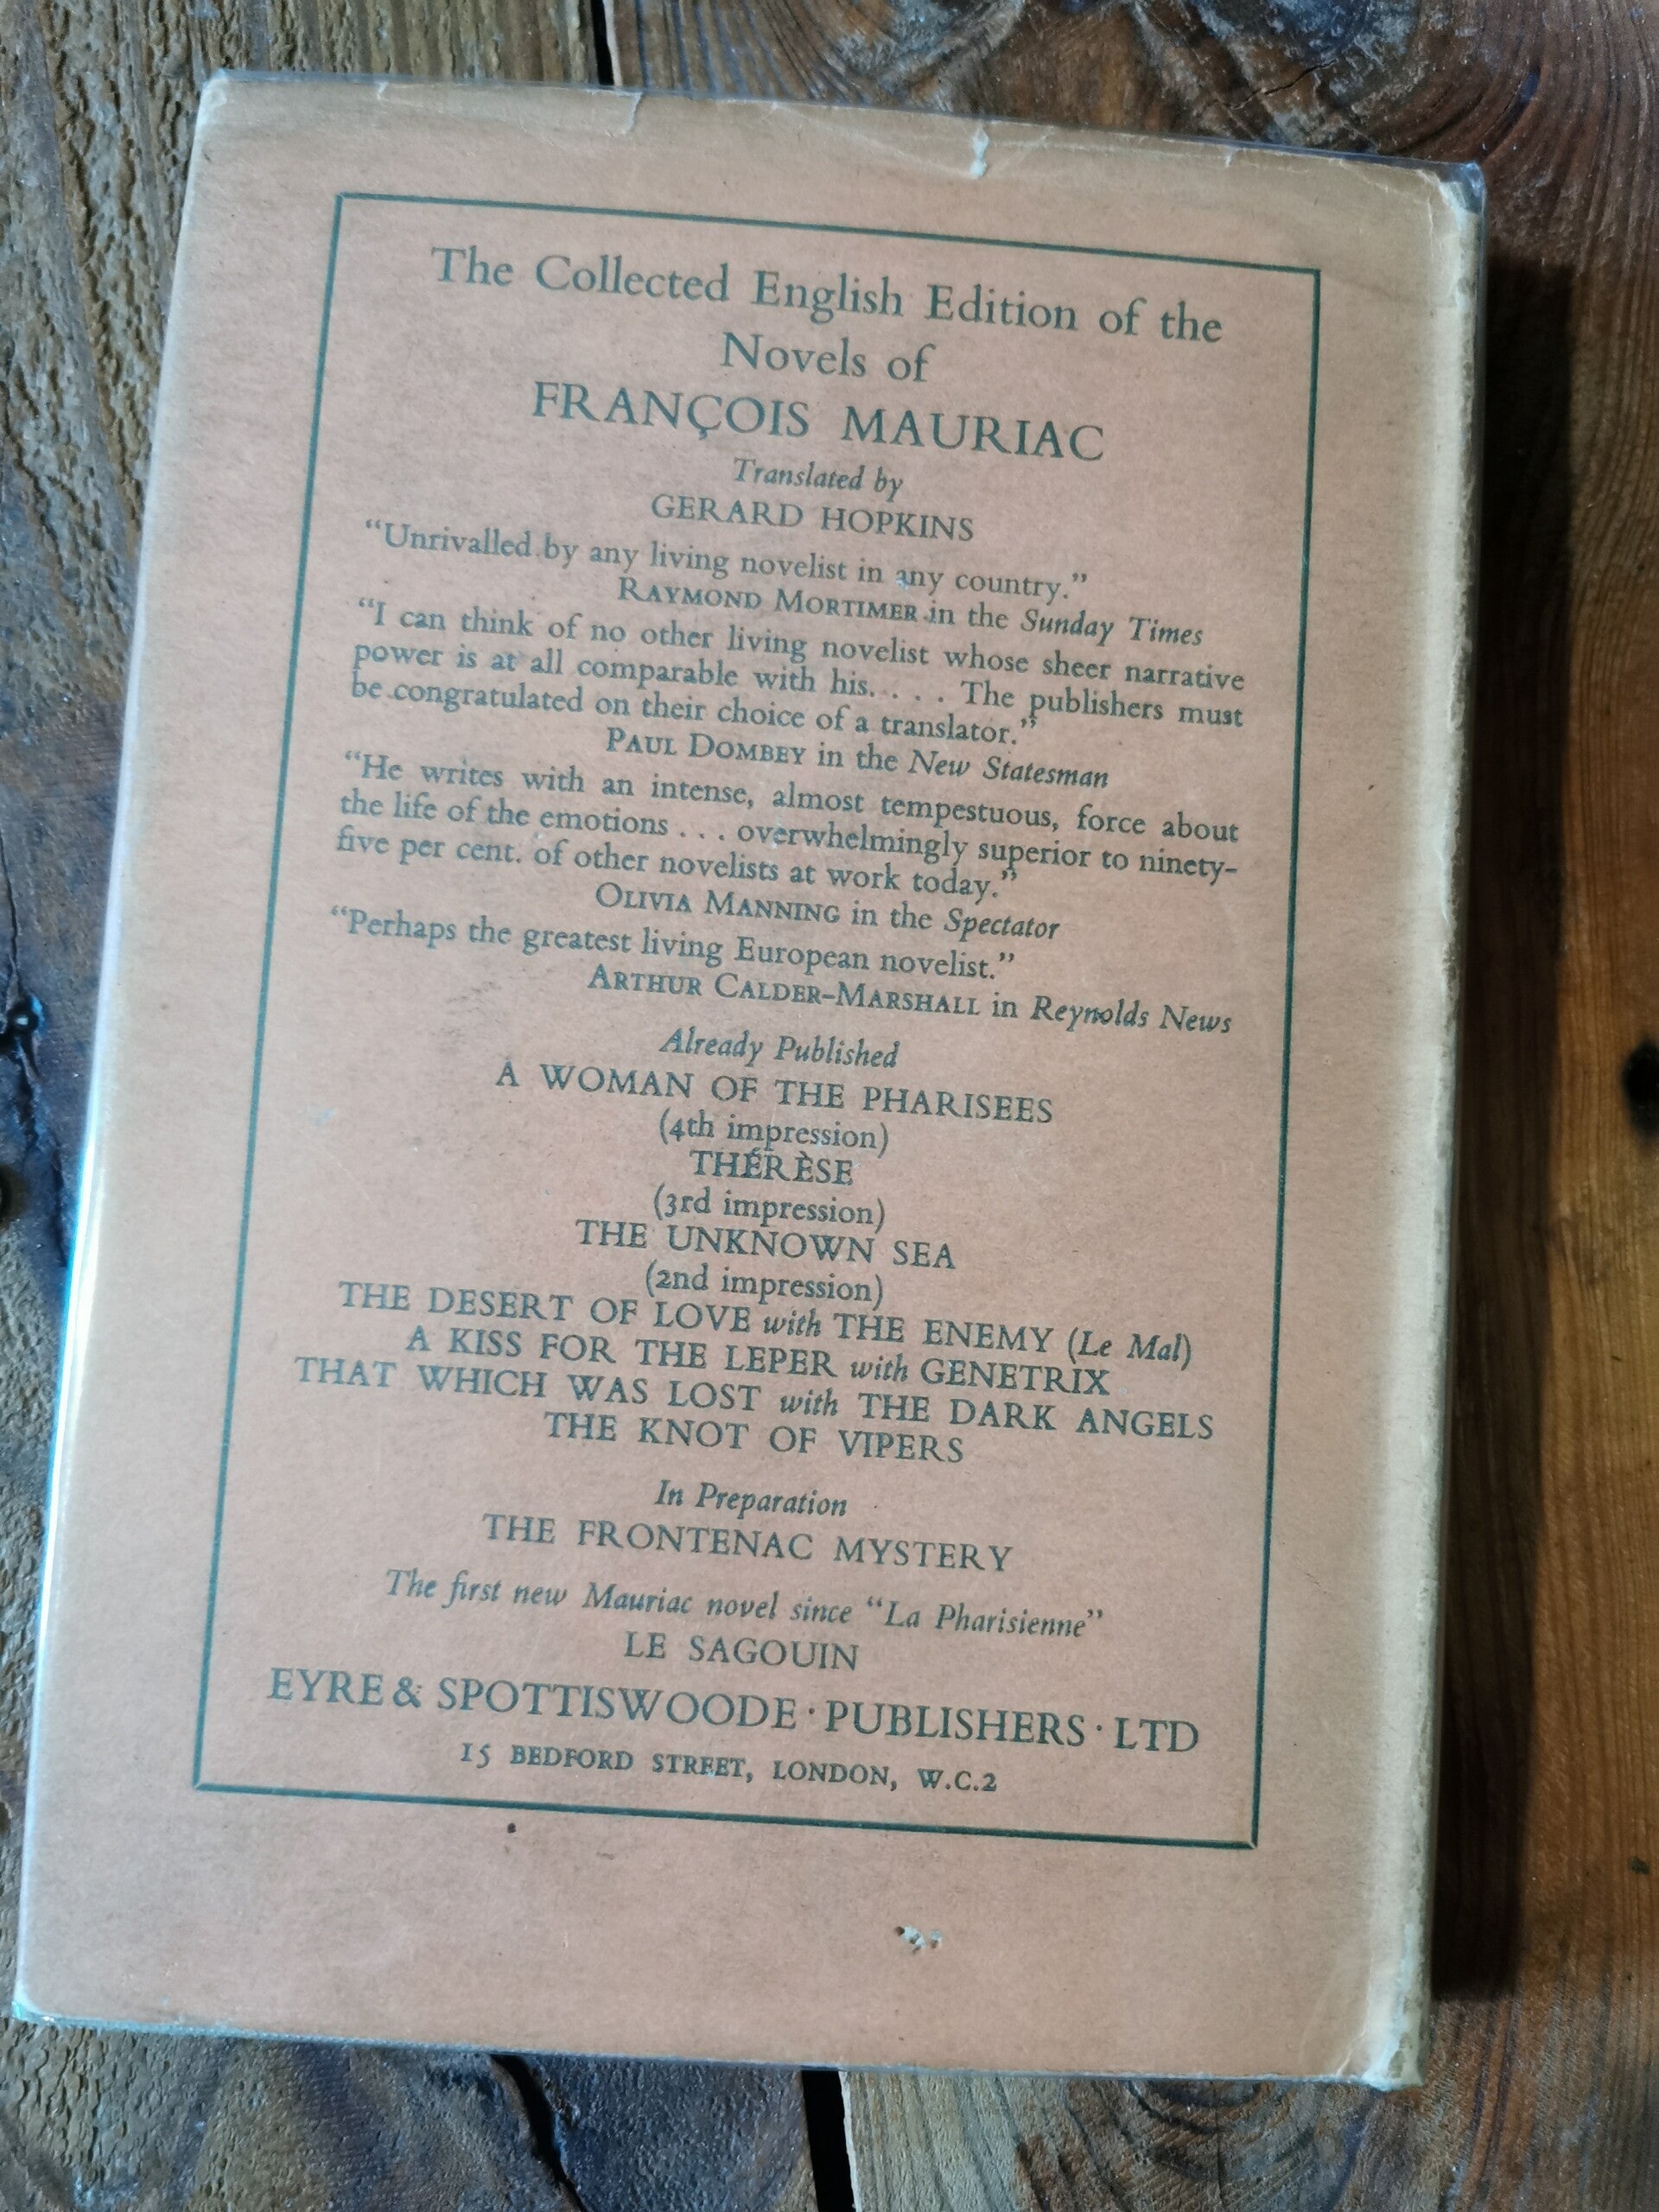 The Collected English Edition of the
Novels of
FRANÇOIS MAURIAC
Translated by
GERARD HOPKINS
“Unrivalled by any living novelist in any country.”
RAYMOND MORTIMER in the Sunday Times
“I can think of no other living novelist whose sheer narrative
power is at all comparable with his. . . . The publishers must
be congratulated on their choice of a translator.”
PAUL DOMBEY in the New Statesman
“He writes with an intense, almost tempestuous, force about
the life of the emotions . . . overwhelmingly superior to ninety-
five per cent. of other novelists at work today.”
OLIVIA MANNING in the Spectator
“Perhaps the greatest living European novelist.”
ARTHUR CALDER-MARSHALL in Reynolds News
Already Published
A WOMAN OF THE PHARISEES
(4th impression)
THÉRÈSE
(3rd impression)
THE UNKNOWN SEA
(2nd impression)
THE DESERT OF LOVE with THE ENEMY (Le Mal)
A KISS FOR THE LEPER with GENETRIX
THAT WHICH WAS LOST with THE DARK ANGELS
THE KNOT OF VIPERS
In Preparation
THE FRONTENAC MYSTERY
The first new Mauriac novel since “La Pharisienne”
LE SAGOUIN
EYRE & SPOTTISWOODE · PUBLISHERS · LTD
15 BEDFORD STREET, LONDON, W.C.2